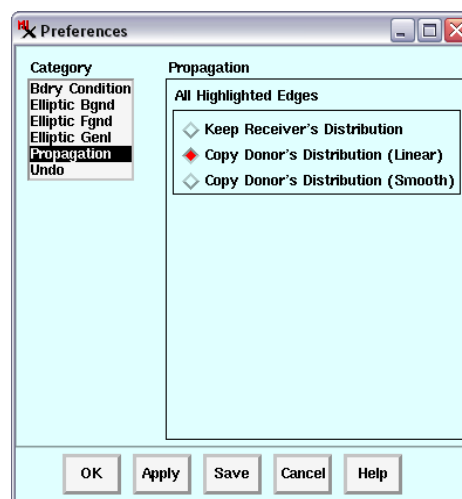 Preferences
Category
Bdry Condition
Elliptic Bgnd
Elliptic Fgnd
Elliptic Genl
Propagation
Undo
Propagation
All Highlighted Edges
Keep Receiver's Distribution
Copy Donor's Distribution (Linear)
Copy Donor's Distribution (Smooth)
OK Apply Save Cancel Help